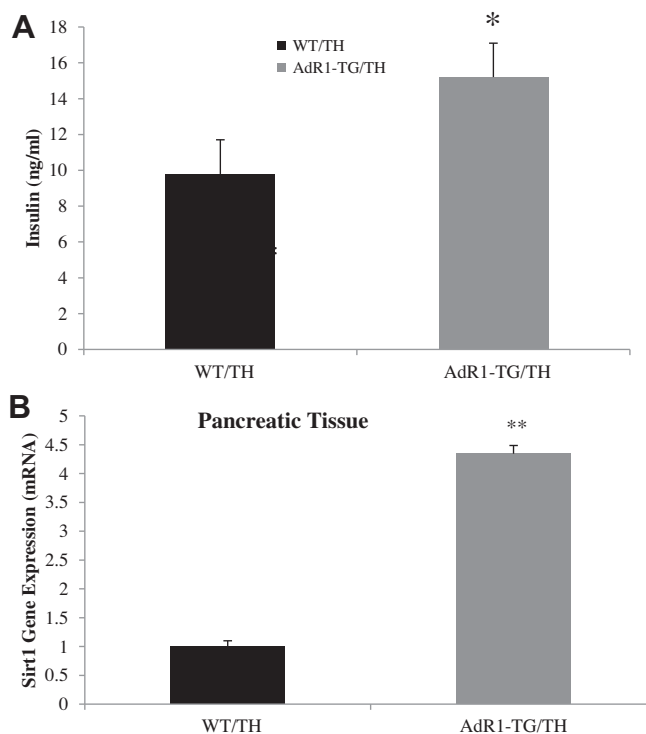 A
18
16
14
12
10
8
6
4
2
0
Insulin (ng/ml)
WT/TH
AdR1-TG/TH
*
WT/TH
AdR1-TG/TH
B
Pancreatic Tissue
5
4.5
4
3.5
3
2.5
2
1.5
1
0.5
0
Sirt1 Gene Expression (mRNA)
**
WT/TH
AdR1-TG/TH